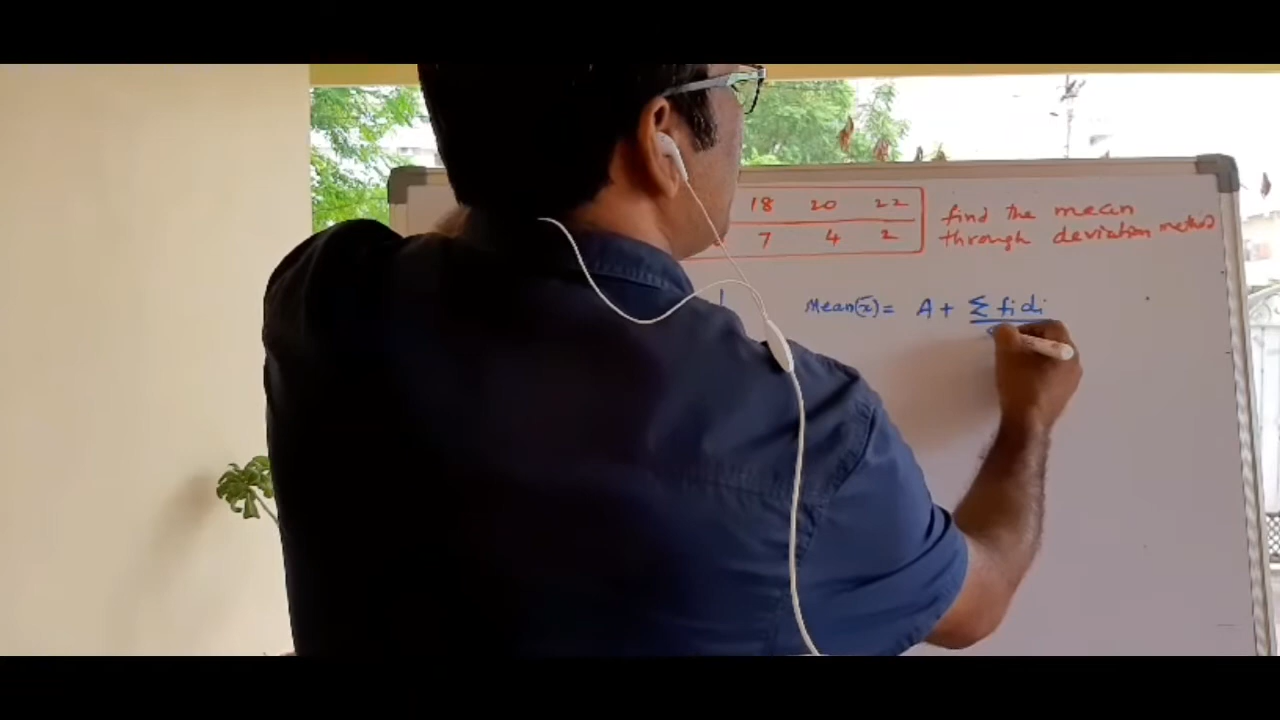 18 20 22
7 4 2
find the mean
through deviation method
Mean(x̄) = A + Σ fi di